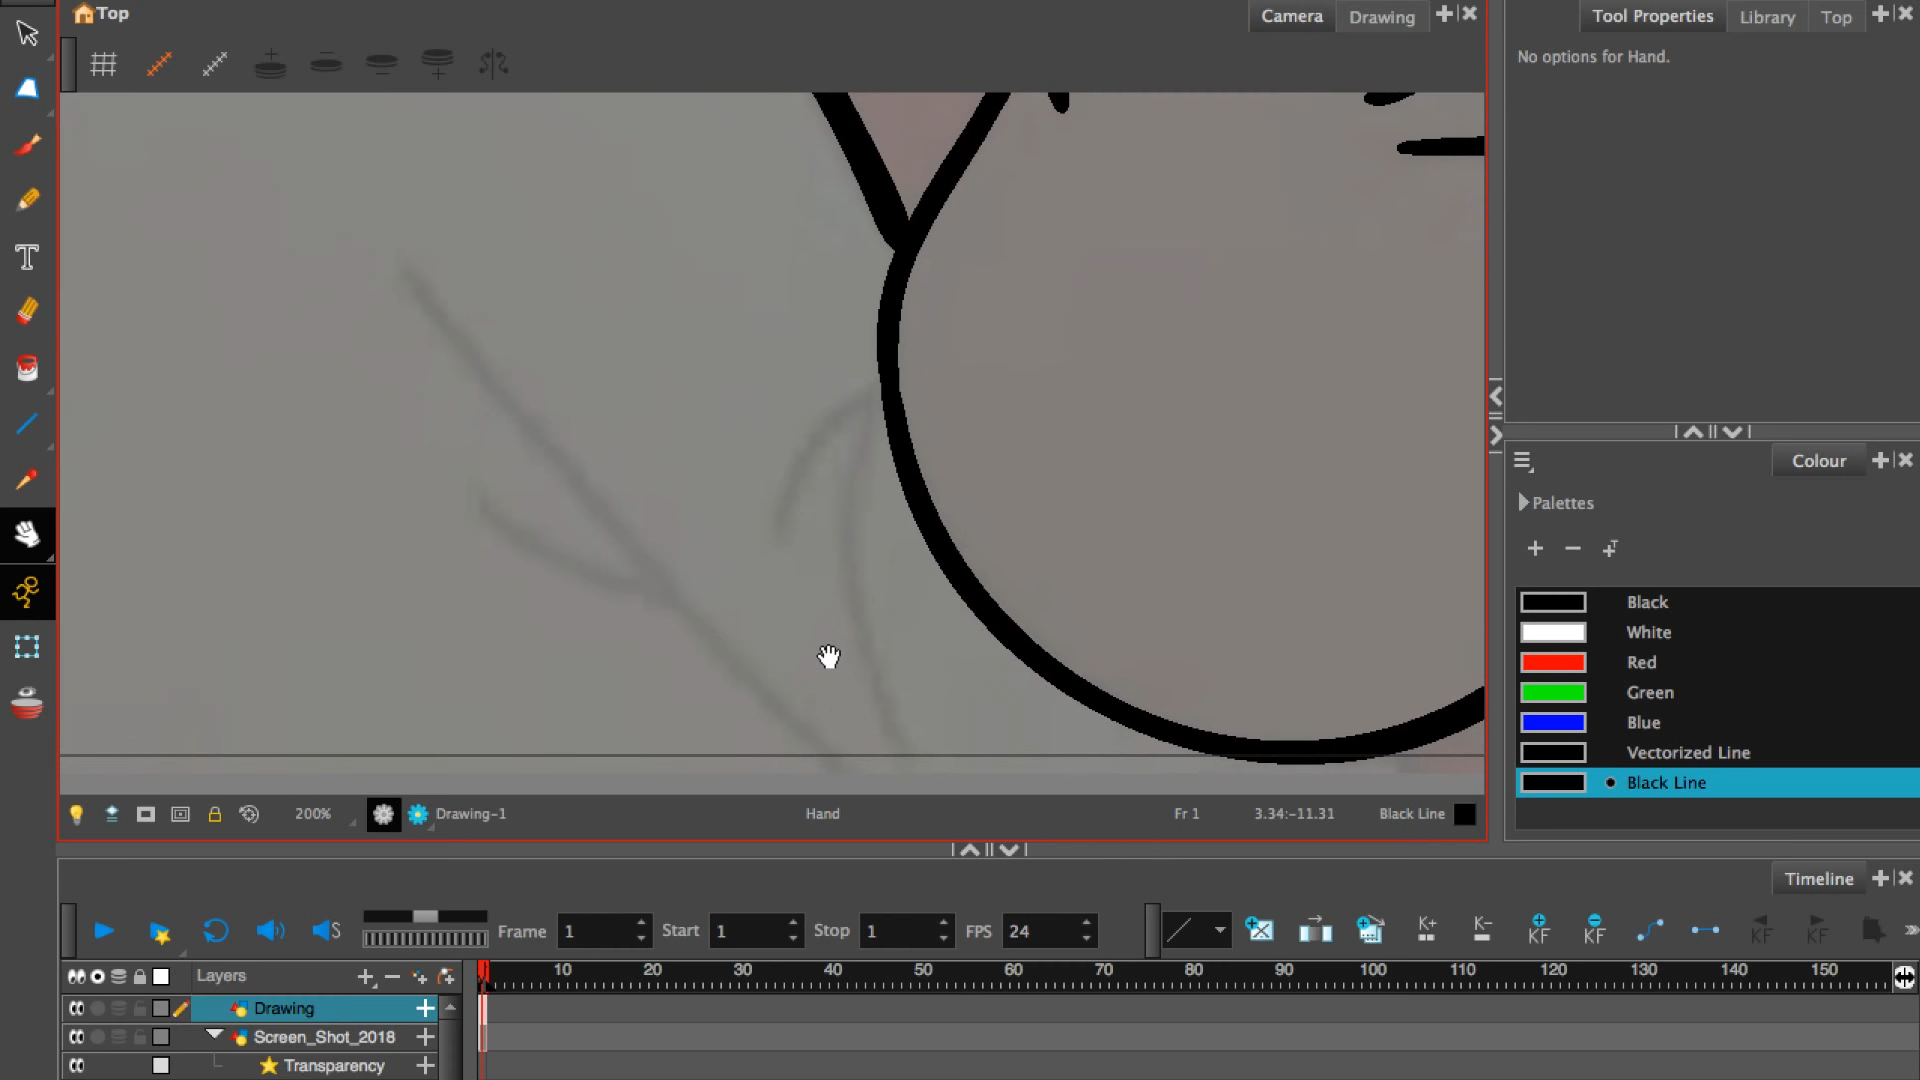 Top
Camera
Drawing
Tool Properties
Library
Top
No options for Hand.
T
Colour
Palettes
Black
White
Red
Green
Blue
Vectorized Line
Black Line
200%
Drawing-1
Hand
Fr 1
3.34:-11.31
Black Line
Timeline
S
Frame 1
Start 1
Stop 1
FPS 24
K+
K-
KF
KF
KF
KF
Layers
10 20 30 40 50 60 70 80 90 100 110 120 130 140 150
Drawing
Screen_Shot_2018
Transparency